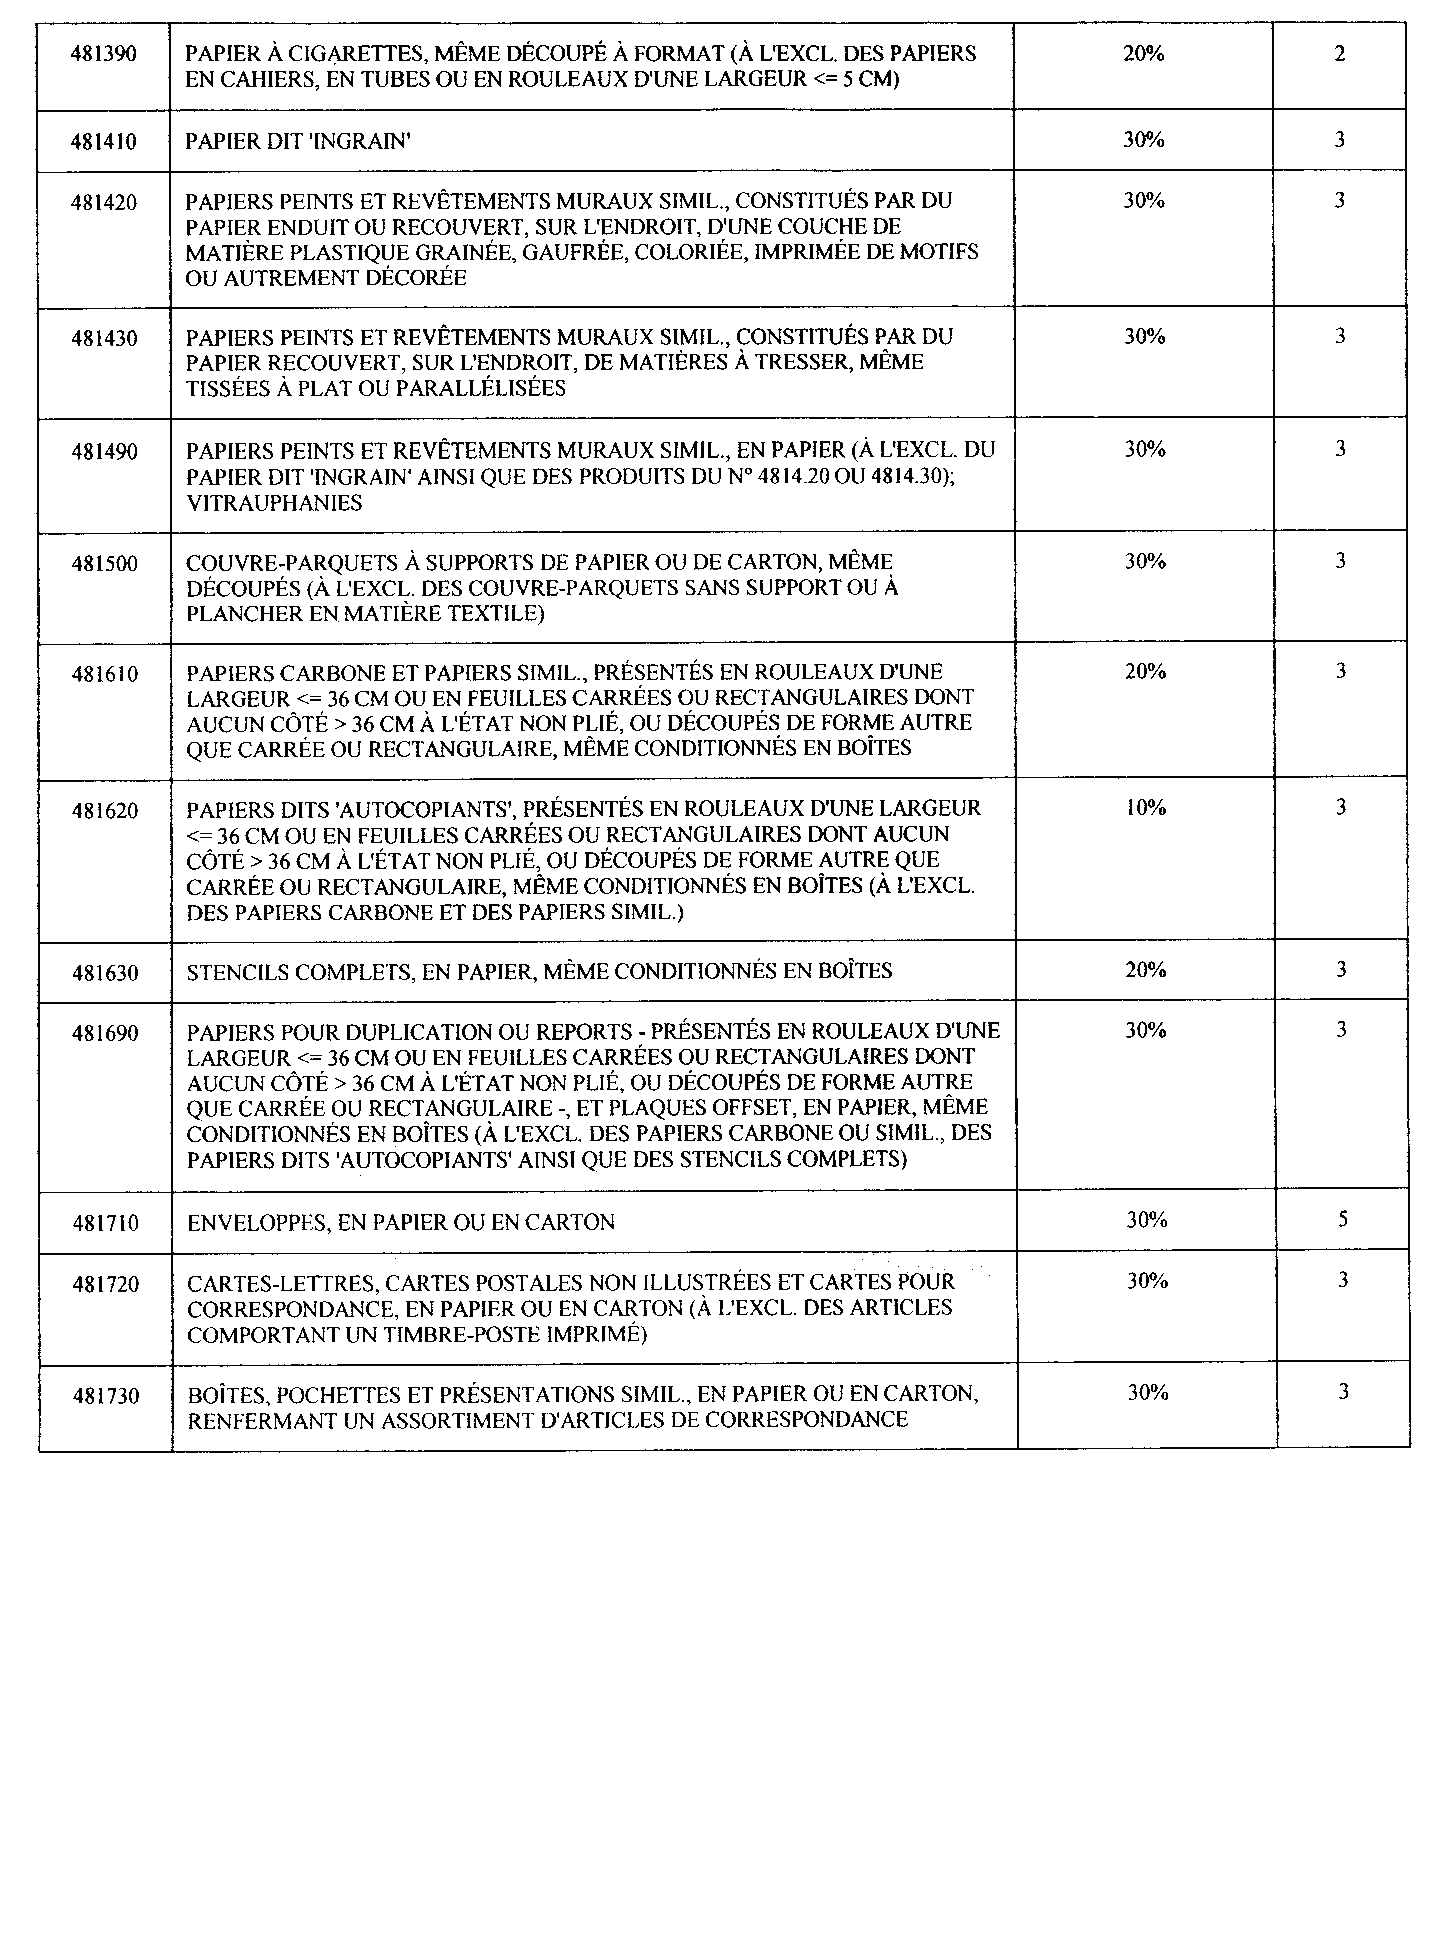 481390 PAPIER À CIGARETTES, MÊME DÉCOUPÉ À FORMAT (À L'EXCL. DES PAPIERS 20% 2
EN CAHIERS, EN TUBES OU EN ROULEAUX D'UNE LARGEUR <= 5 CM)
481410 PAPIER DIT 'INGRAIN' 30% 3
481420 PAPIERS PEINTS ET REVÊTEMENTS MURAUX SIMIL., CONSTITUÉS PAR DU 30% 3
PAPIER ENDUIT OU RECOUVERT, SUR L'ENDROIT, D'UNE COUCHE DE
MATIÈRE PLASTIQUE GRAINÉE, GAUFRÉE, COLORIÉE, IMPRIMÉE DE MOTIFS
OU AUTREMENT DÉCORÉE
481430 PAPIERS PEINTS ET REVÊTEMENTS MURAUX SIMIL., CONSTITUÉS PAR DU 30% 3
PAPIER RECOUVERT, SUR L'ENDROIT, DE MATIÈRES À TRESSER, MÊME
TISSÉES À PLAT OU PARALLÉLISÉES
481490 PAPIERS PEINTS ET REVÊTEMENTS MURAUX SIMIL., EN PAPIER (À L'EXCL. DU 30% 3
PAPIER DIT 'INGRAIN' AINSI QUE DES PRODUITS DU N° 4814.20 OU 4814.30);
VITRAUPHANIES
481500 COUVRE-PARQUETS À SUPPORTS DE PAPIER OU DE CARTON, MÊME 30% 3
DÉCOUPÉS (À L'EXCL. DES COUVRE-PARQUETS SANS SUPPORT OU À
PLANCHER EN MATIÈRE TEXTILE)
481610 PAPIERS CARBONE ET PAPIERS SIMIL., PRÉSENTÉS EN ROULEAUX D'UNE 20% 3
LARGEUR <= 36 CM OU EN FEUILLES CARRÉES OU RECTANGULAIRES DONT
AUCUN CÔTÉ > 36 CM À L'ÉTAT NON PLIÉ, OU DÉCOUPÉS DE FORME AUTRE
QUE CARRÉE OU RECTANGULAIRE, MÊME CONDITIONNÉS EN BOÎTES
481620 PAPIERS DITS 'AUTOCOPIANTS', PRÉSENTÉS EN ROULEAUX D'UNE LARGEUR 10% 3
<= 36 CM OU EN FEUILLES CARRÉES OU RECTANGULAIRES DONT AUCUN
CÔTÉ > 36 CM À L'ÉTAT NON PLIÉ, OU DÉCOUPÉS DE FORME AUTRE QUE
CARRÉE OU RECTANGULAIRE, MÊME CONDITIONNÉS EN BOÎTES (À L'EXCL.
DES PAPIERS CARBONE ET DES PAPIERS SIMIL.)
481630 STENCILS COMPLETS, EN PAPIER, MÊME CONDITIONNÉS EN BOÎTES 20% 3
481690 PAPIERS POUR DUPLICATION OU REPORTS - PRÉSENTÉS EN ROULEAUX D'UNE 30% 3
LARGEUR <= 36 CM OU EN FEUILLES CARRÉES OU RECTANGULAIRES DONT
AUCUN CÔTÉ > 36 CM À L'ÉTAT NON PLIÉ, OU DÉCOUPÉS DE FORME AUTRE
QUE CARRÉE OU RECTANGULAIRE -, ET PLAQUES OFFSET, EN PAPIER, MÊME
CONDITIONNÉS EN BOÎTES (À L'EXCL. DES PAPIERS CARBONE OU SIMIL., DES
PAPIERS DITS 'AUTOCOPIANTS' AINSI QUE DES STENCILS COMPLETS)
481710 ENVELOPPES, EN PAPIER OU EN CARTON 30% 5
481720 CARTES-LETTRES, CARTES POSTALES NON ILLUSTRÉES ET CARTES POUR 30% 3
CORRESPONDANCE, EN PAPIER OU EN CARTON (À L'EXCL. DES ARTICLES
COMPORTANT UN TIMBRE-POSTE IMPRIMÉ)
481730 BOÎTES, POCHETTES ET PRÉSENTATIONS SIMIL., EN PAPIER OU EN CARTON, 30% 3
RENFERMANT UN ASSORTIMENT D'ARTICLES DE CORRESPONDANCE